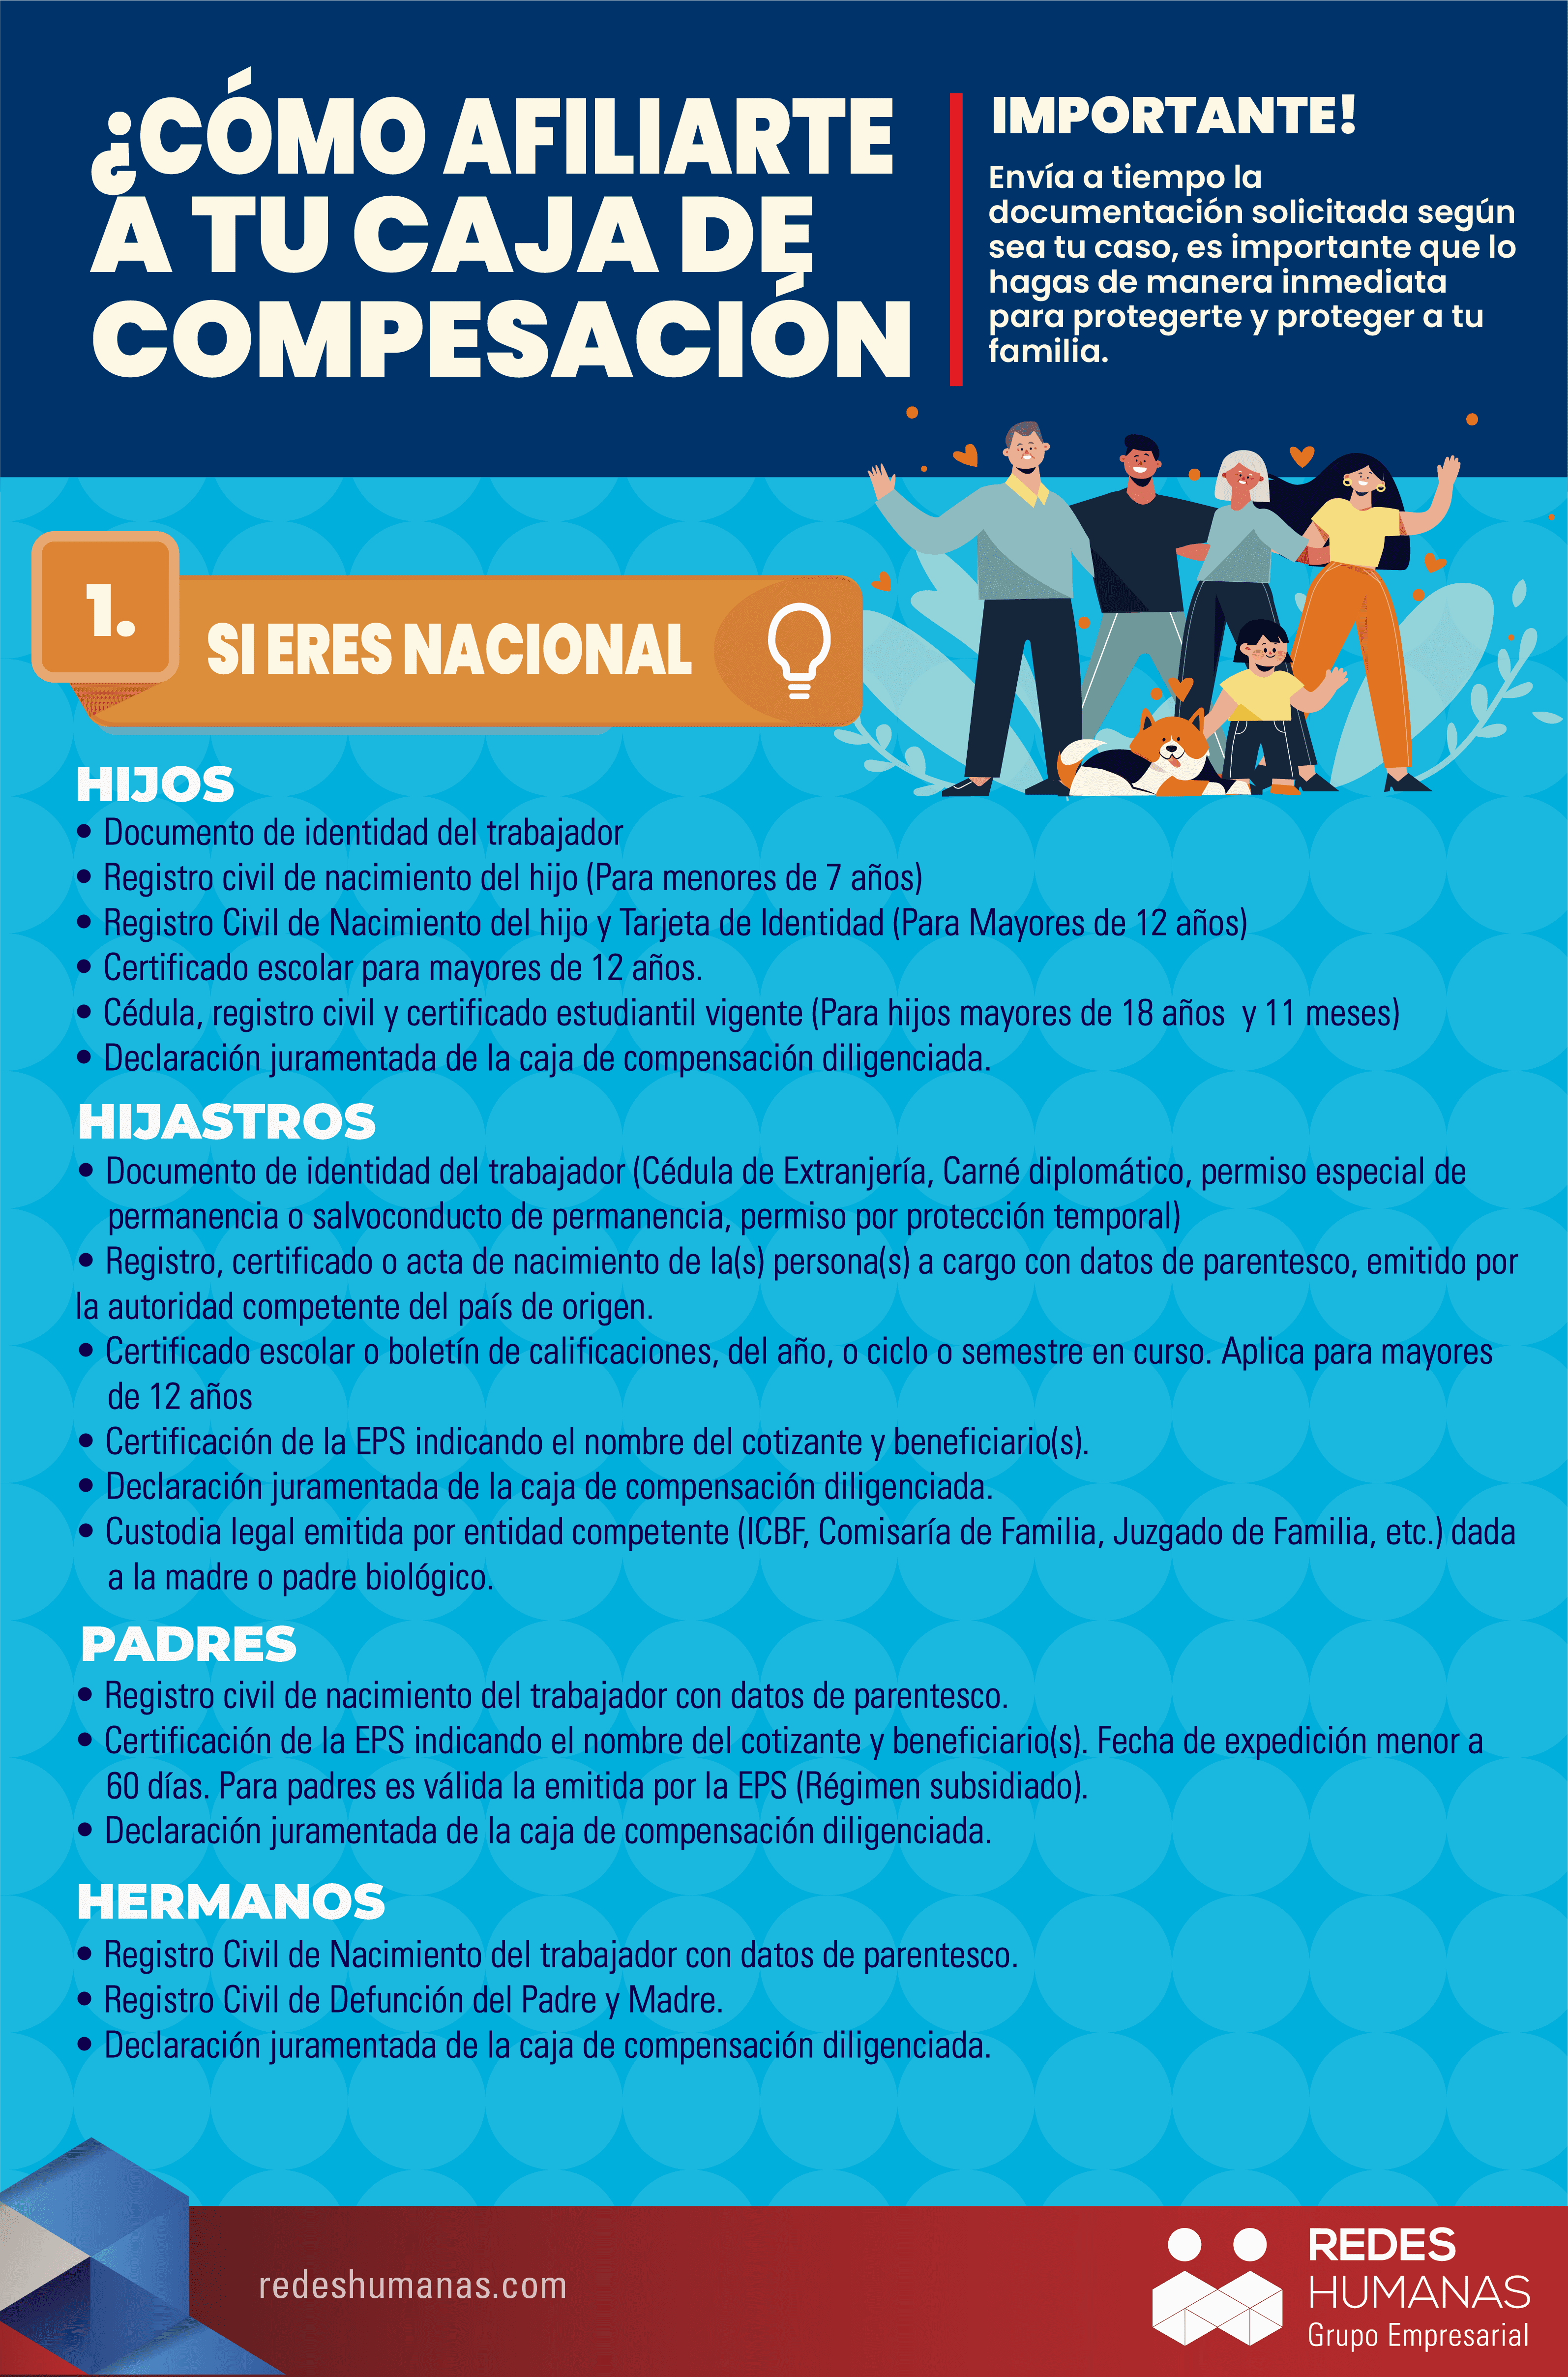 ¿CÓMO AFILIARTE
A TU CAJA DE
COMPESACIÓN
IMPORTANTE!
Envía a tiempo la
documentación solicitada según
sea tu caso, es importante que lo
hagas de manera inmediata
para protegerte y proteger a tu
familia.
1.
SI ERES NACIONAL
HIJOS
• Documento de identidad del trabajador
• Registro civil de nacimiento del hijo (Para menores de 7 años)
• Registro Civil de Nacimiento del hijo y Tarjeta de Identidad (Para Mayores de 12 años)
• Certificado escolar para mayores de 12 años.
• Cédula, registro civil y certificado estudiantil vigente (Para hijos mayores de 18 años  y 11 meses)
• Declaración juramentada de la caja de compensación diligenciada.
HIJASTROS
• Documento de identidad del trabajador (Cédula de Extranjería, Carné diplomático, permiso especial de
permanencia o salvoconducto de permanencia, permiso por protección temporal)
• Registro, certificado o acta de nacimiento de la(s) persona(s) a cargo con datos de parentesco, emitido por
la autoridad competente del país de origen.
• Certificado escolar o boletín de calificaciones, del año, o ciclo o semestre en curso. Aplica para mayores
de 12 años
• Certificación de la EPS indicando el nombre del cotizante y beneficiario(s).
• Declaración juramentada de la caja de compensación diligenciada.
• Custodia legal emitida por entidad competente (ICBF, Comisaría de Familia, Juzgado de Familia, etc.) dada
a la madre o padre biológico.
PADRES
• Registro civil de nacimiento del trabajador con datos de parentesco.
• Certificación de la EPS indicando el nombre del cotizante y beneficiario(s). Fecha de expedición menor a
60 días. Para padres es válida la emitida por la EPS (Régimen subsidiado).
• Declaración juramentada de la caja de compensación diligenciada.
HERMANOS
• Registro Civil de Nacimiento del trabajador con datos de parentesco.
• Registro Civil de Defunción del Padre y Madre.
• Declaración juramentada de la caja de compensación diligenciada.
redeshumanas.com
REDES
HUMANAS
Grupo Empresarial